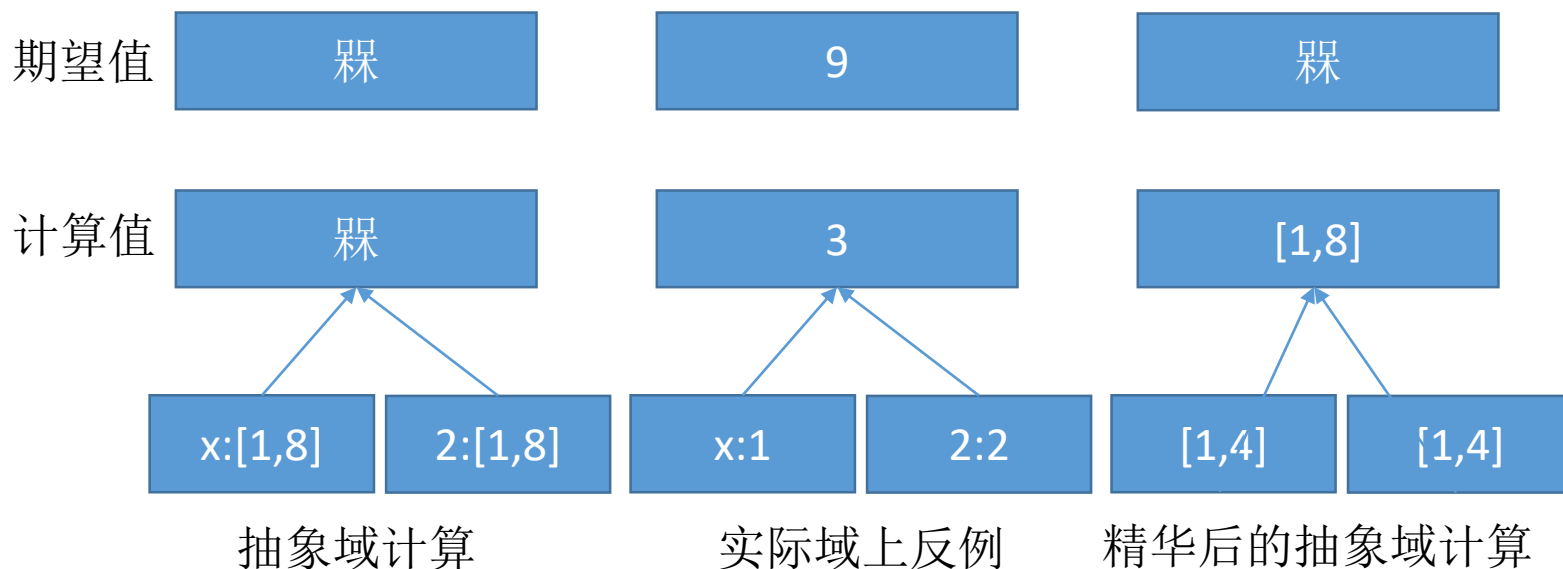 期望值 槑 9 槑
计算值 槑 3 [1,8]
x:[1,8] 2:[1,8] x:1 2:2 [1,4] [1,4]
抽象域计算 实际域上反例 精华后的抽象域计算